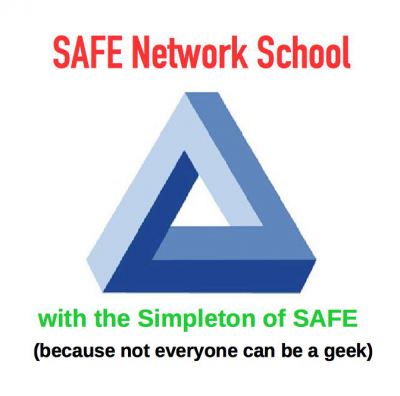 SAFE Network School
with the Simpleton of SAFE
(because not everyone can be a geek)